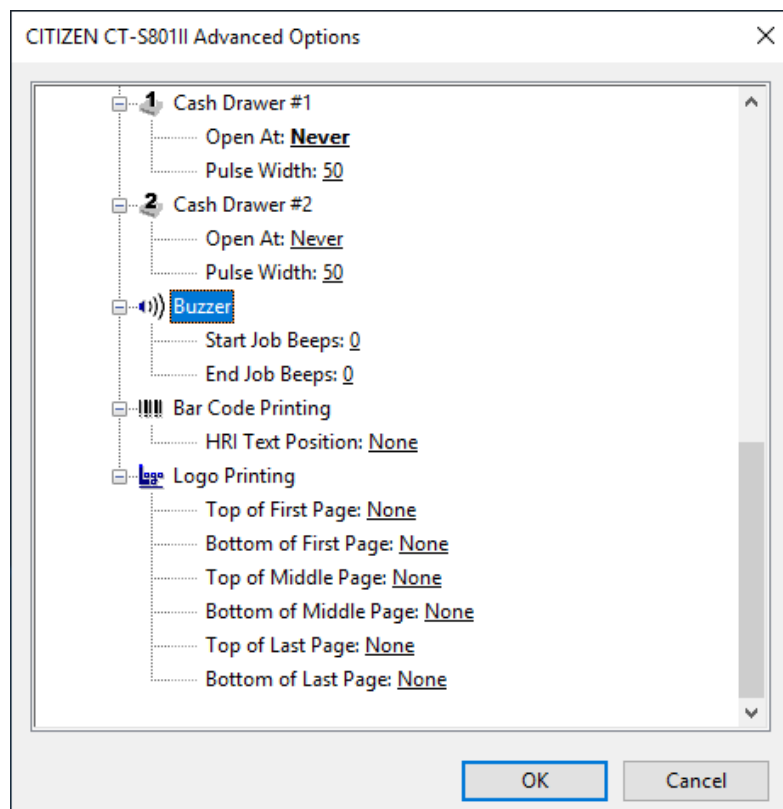 CITIZEN CT-S801II Advanced Options
1 Cash Drawer #1
Open At: Never
Pulse Width: 50
2 Cash Drawer #2
Open At: Never
Pulse Width: 50
Buzzer
Start Job Beeps: 0
End Job Beeps: 0
Bar Code Printing
HRI Text Position: None
Logo Printing
Top of First Page: None
Bottom of First Page: None
Top of Middle Page: None
Bottom of Middle Page: None
Top of Last Page: None
Bottom of Last Page: None
OK Cancel